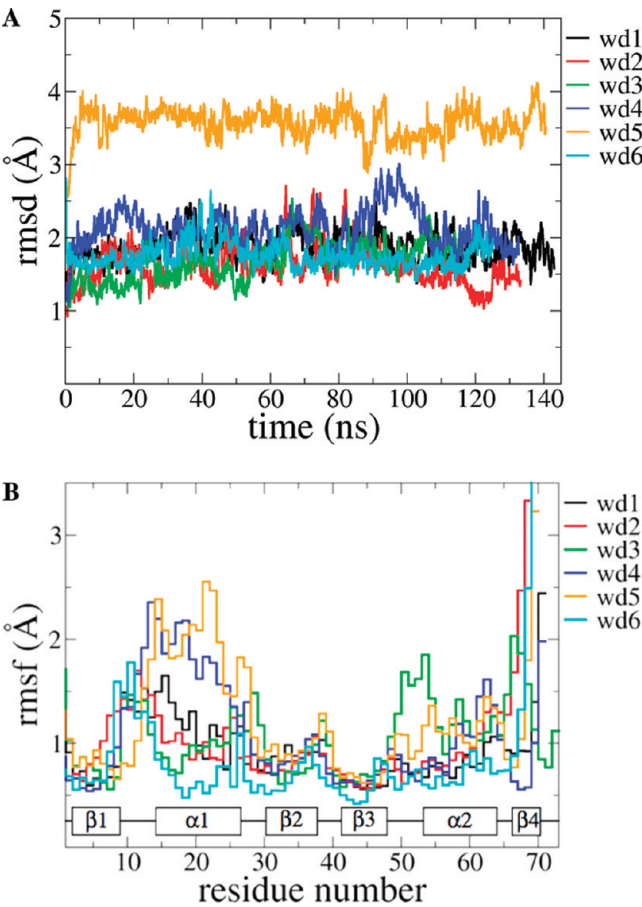 A
5
4
3
2
1
rmsd (Å)
0 20 40 60 80 100 120 140
time (ns)
wd1
wd2
wd3
wd4
wd5
wd6
B
3
2
1
rmsf (Å)
β1 α1 β2 β3 α2 β4
10 20 30 40 50 60 70
residue number
wd1
wd2
wd3
wd4
wd5
wd6